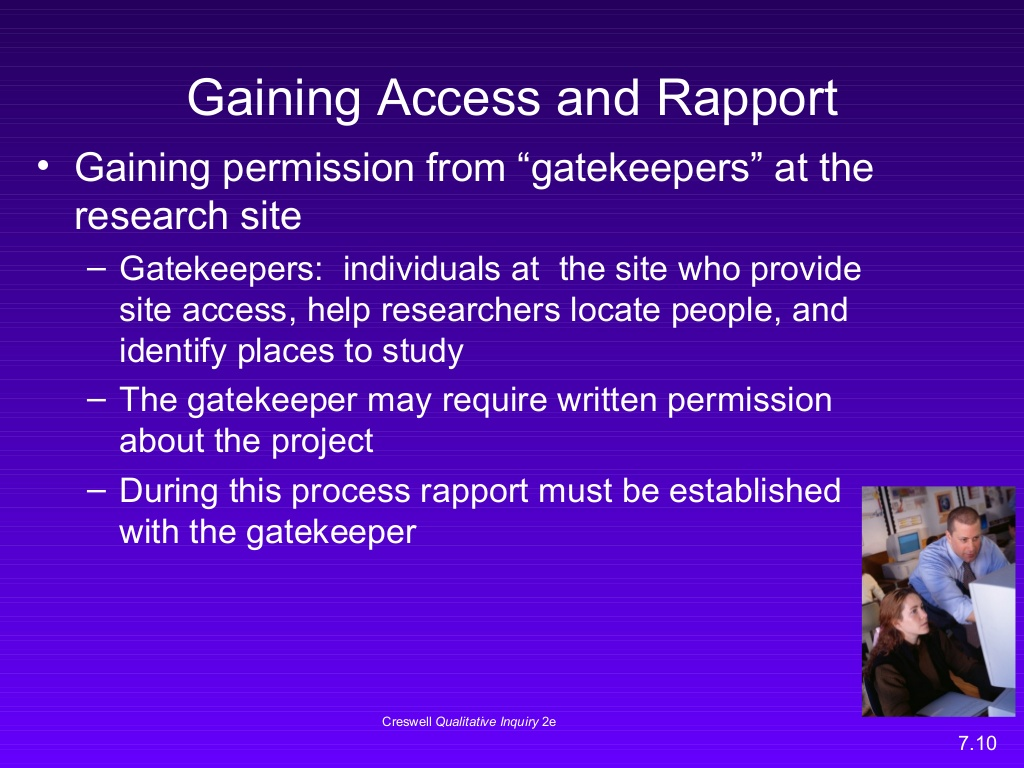 Gaining Access and Rapport
• Gaining permission from “gatekeepers” at the
research site
– Gatekeepers:  individuals at  the site who provide
site access, help researchers locate people, and
identify places to study
– The gatekeeper may require written permission
about the project
– During this process rapport must be established
with the gatekeeper
Creswell Qualitative Inquiry 2e
7.10